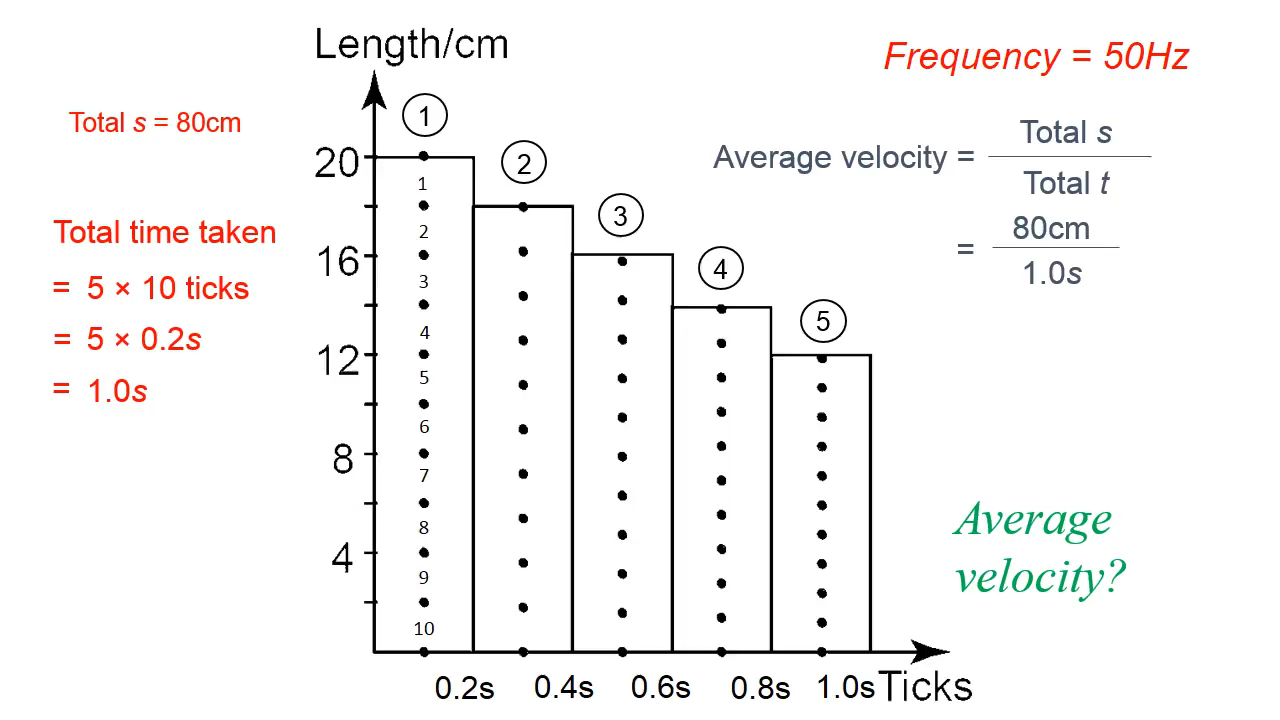 Length/cm
Frequency = 50Hz
Total s = 80cm
Average velocity = Total s
Total t
= 80cm
1.0s
Total time taken
= 5 × 10 ticks
= 5 × 0.2s
= 1.0s
20
16
12
8
4
1
2
3
4
5
1
2
3
4
5
6
7
8
9
10
Average
velocity?
0.2s 0.4s 0.6s 0.8s 1.0s Ticks